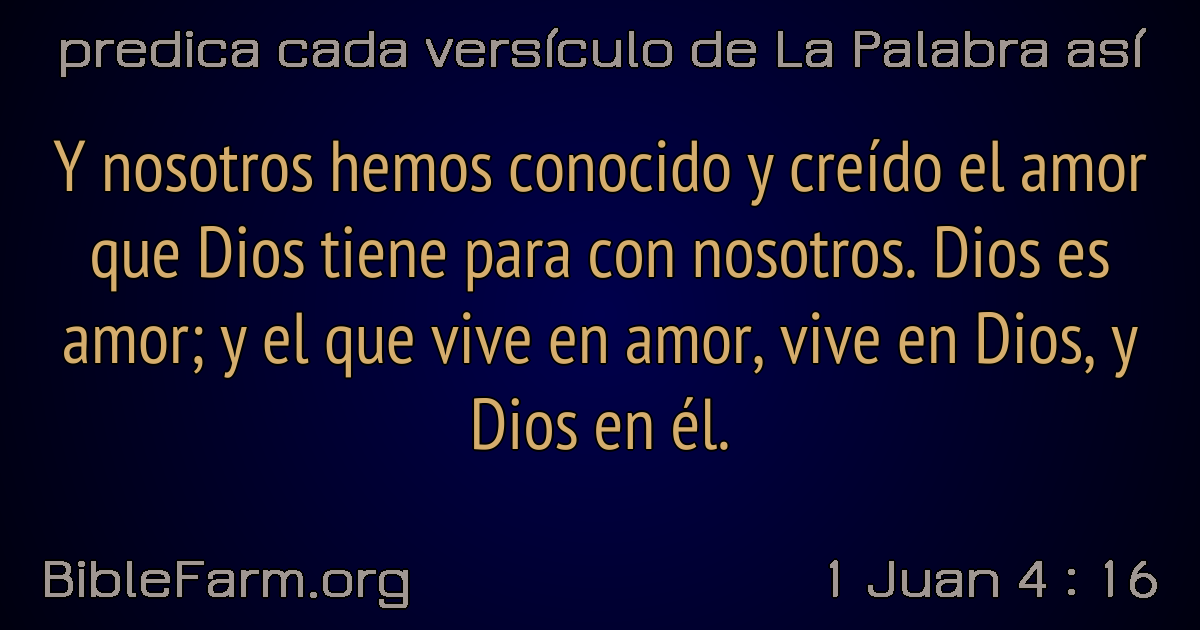 predica cada versículo de La Palabra así
Y nosotros hemos conocido y creído el amor
que Dios tiene para con nosotros. Dios es
amor; y el que vive en amor, vive en Dios, y
Dios en él.
BibleFarm.org
1 Juan 4 : 16